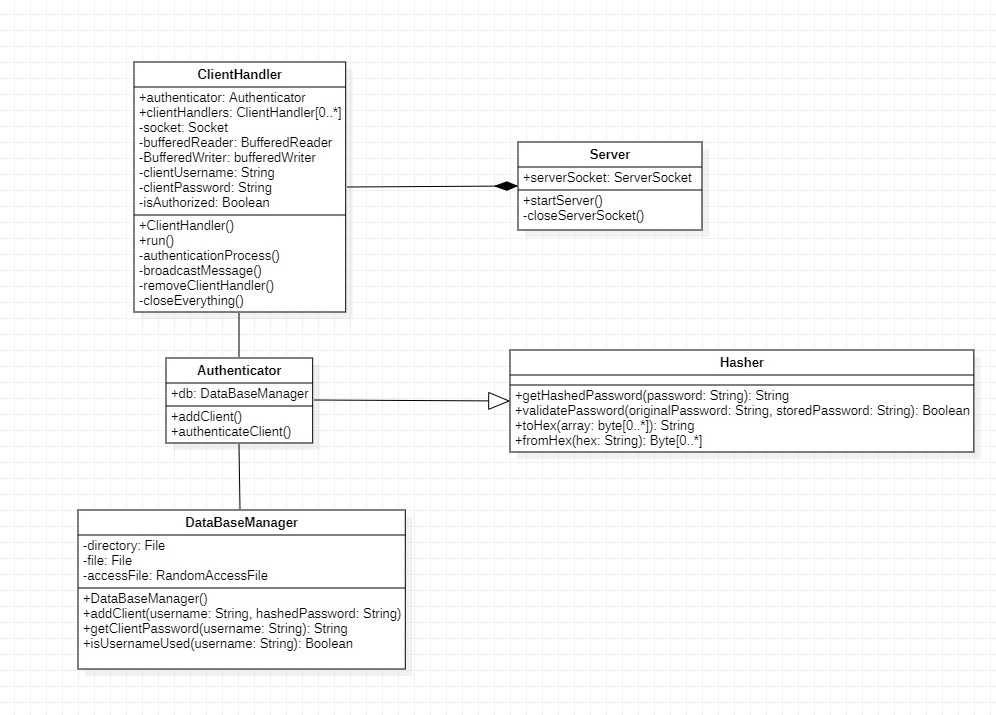 ClientHandler
+authenticator: Authenticator
+clientHandlers: ClientHandler[0..*]
-socket: Socket
-bufferedReader: BufferedReader
-BufferedWriter: bufferedWriter
-clientUsername: String
-clientPassword: String
-isAuthorized: Boolean
+ClientHandler()
+run()
-authenticationProcess()
-broadcastMessage()
-removeClientHandler()
-closeEverything()
Server
+serverSocket: ServerSocket
+startServer()
-closeServerSocket()
Authenticator
+db: DataBaseManager
+addClient()
+authenticateClient()
Hasher
+getHashedPassword(password: String): String
+validatePassword(originalPassword: String, storedPassword: String): Boolean
+toHex(array: byte[0..*]): String
+fromHex(hex: String): Byte[0..*]
DataBaseManager
-directory: File
-file: File
-accessFile: RandomAccessFile
+DataBaseManager()
+addClient(username: String, hashedPassword: String)
+getClientPassword(username: String): String
+isUsernameUsed(username: String): Boolean